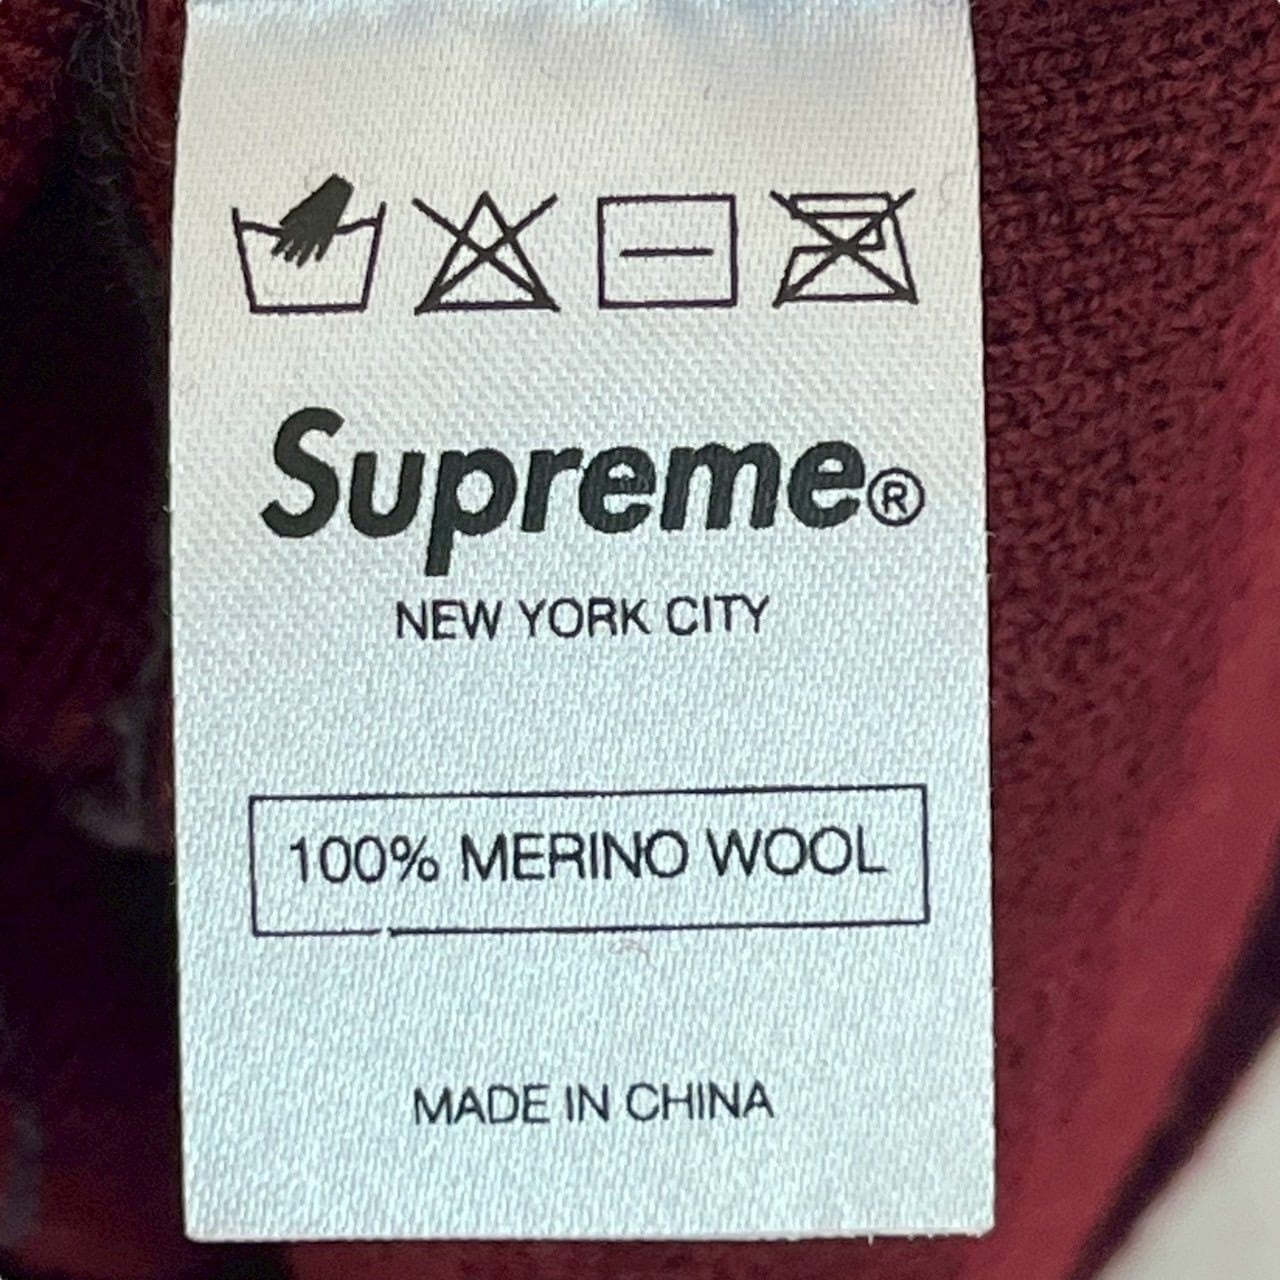 Supreme®
NEW YORK CITY
100% MERINO WOOL
MADE IN CHINA